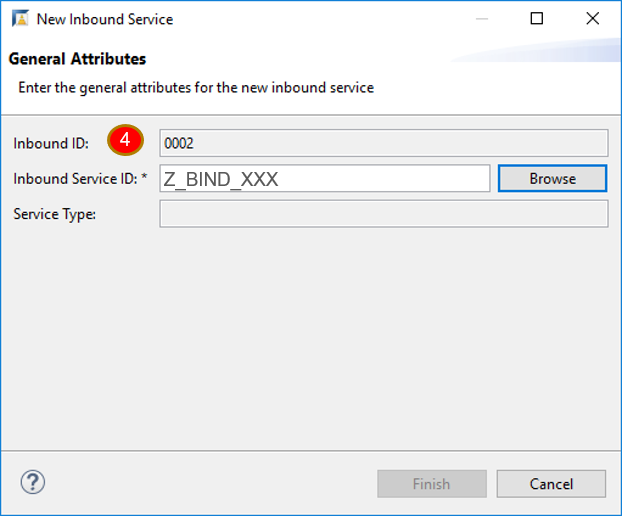 New Inbound Service
General Attributes
Enter the general attributes for the new inbound service
Inbound ID: 4 0002
Inbound Service ID: * Z_BIND_XXX Browse
Service Type:
? Finish Cancel